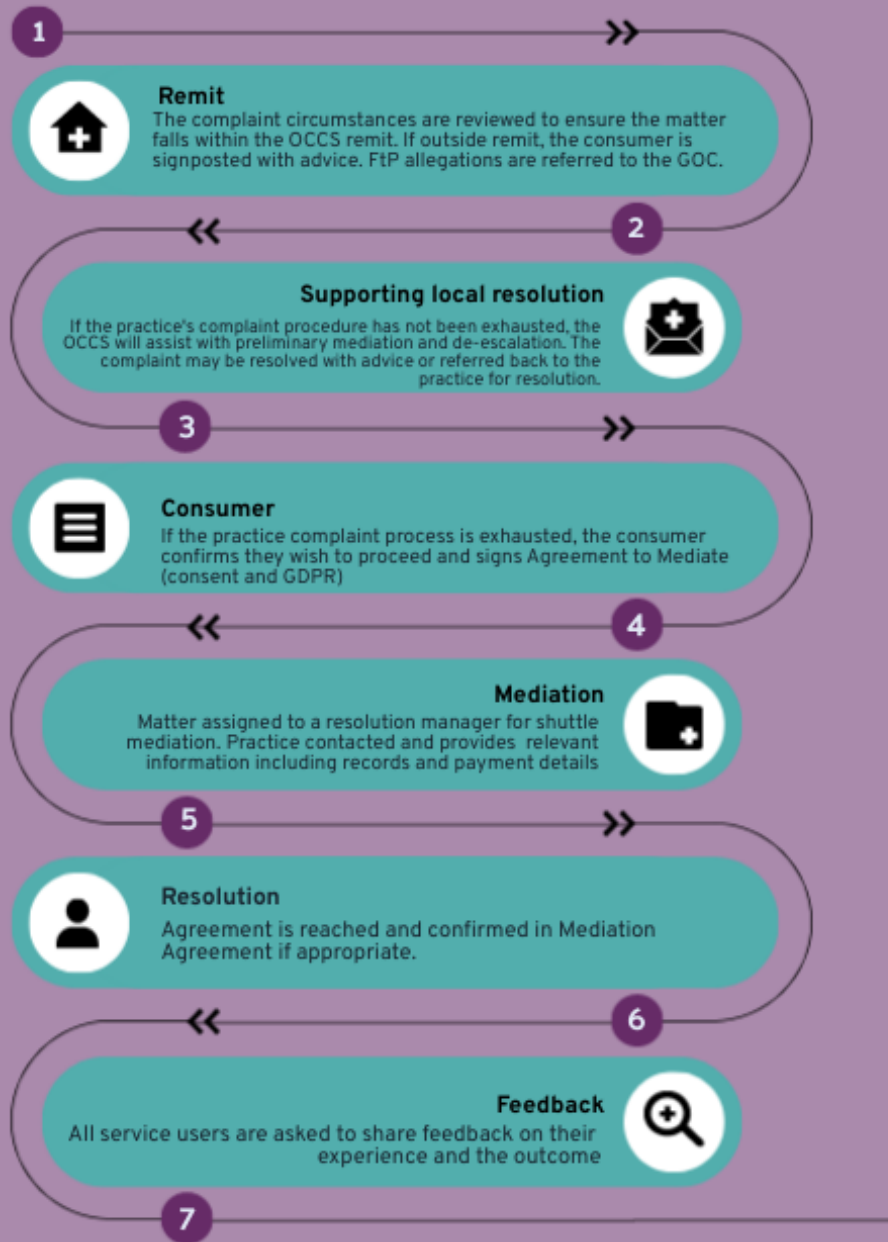 1
Remit
The complaint circumstances are reviewed to ensure the matter
falls within the OCCS remit. If outside remit, the consumer is
signposted with advice. FtP allegations are referred to the GOC.
2
Supporting local resolution
If the practice's complaint procedure has not been exhausted, the
OCCS will assist with preliminary mediation and de-escalation. The
complaint may be resolved with advice or referred back to the
practice for resolution.
3
Consumer
If the practice complaint process is exhausted, the consumer
confirms they wish to proceed and signs Agreement to Mediate
(consent and GDPR)
4
Mediation
Matter assigned to a resolution manager for shuttle
mediation. Practice contacted and provides relevant
information including records and payment details
5
Resolution
Agreement is reached and confirmed in Mediation
Agreement if appropriate.
6
Feedback
All service users are asked to share feedback on their
experience and the outcome
7